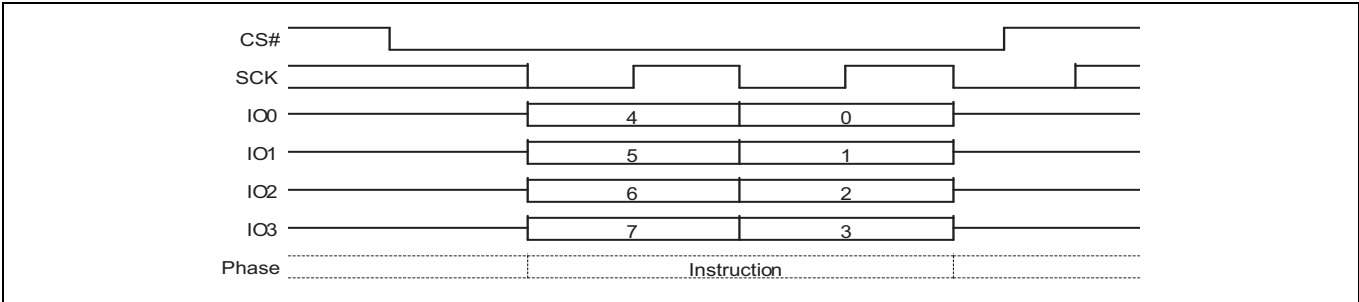 CS#
SCK
IO0 4 0
IO1 5 1
IO2 6 2
IO3 7 3
Phase Instruction